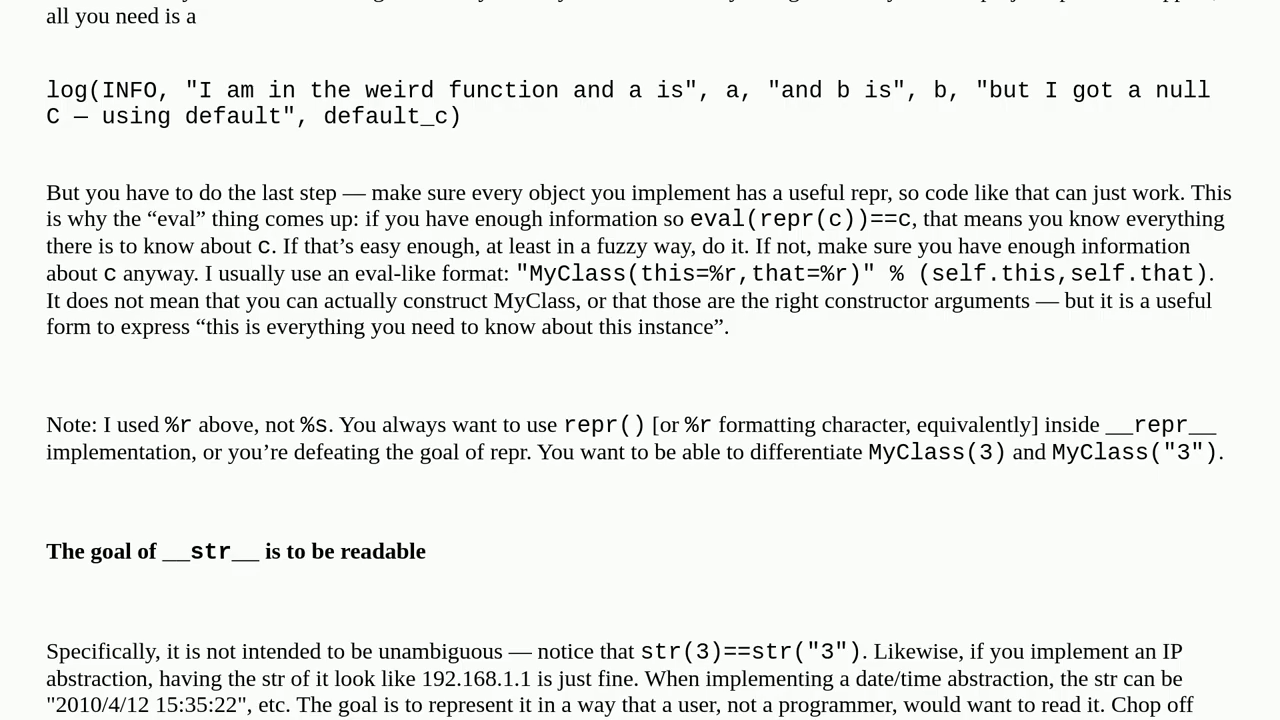 all you need is a
log(INFO, "I am in the weird function and a is", a, "and b is", b, "but I got a null
C — using default", default_c)
But you have to do the last step — make sure every object you implement has a useful repr, so code like that can just work. This
is why the “eval” thing comes up: if you have enough information so eval(repr(c))==c, that means you know everything
there is to know about c. If that’s easy enough, at least in a fuzzy way, do it. If not, make sure you have enough information
about c anyway. I usually use an eval-like format: "MyClass(this=%r,that=%r)" % (self.this,self.that).
It does not mean that you can actually construct MyClass, or that those are the right constructor arguments — but it is a useful
form to express “this is everything you need to know about this instance”.
Note: I used %r above, not %s. You always want to use repr() [or %r formatting character, equivalently] inside __repr__
implementation, or you’re defeating the goal of repr. You want to be able to differentiate MyClass(3) and MyClass("3").
The goal of __str__ is to be readable
Specifically, it is not intended to be unambiguous — notice that str(3)==str("3"). Likewise, if you implement an IP
abstraction, having the str of it look like 192.168.1.1 is just fine. When implementing a date/time abstraction, the str can be
"2010/4/12 15:35:22", etc. The goal is to represent it in a way that a user, not a programmer, would want to read it. Chop off